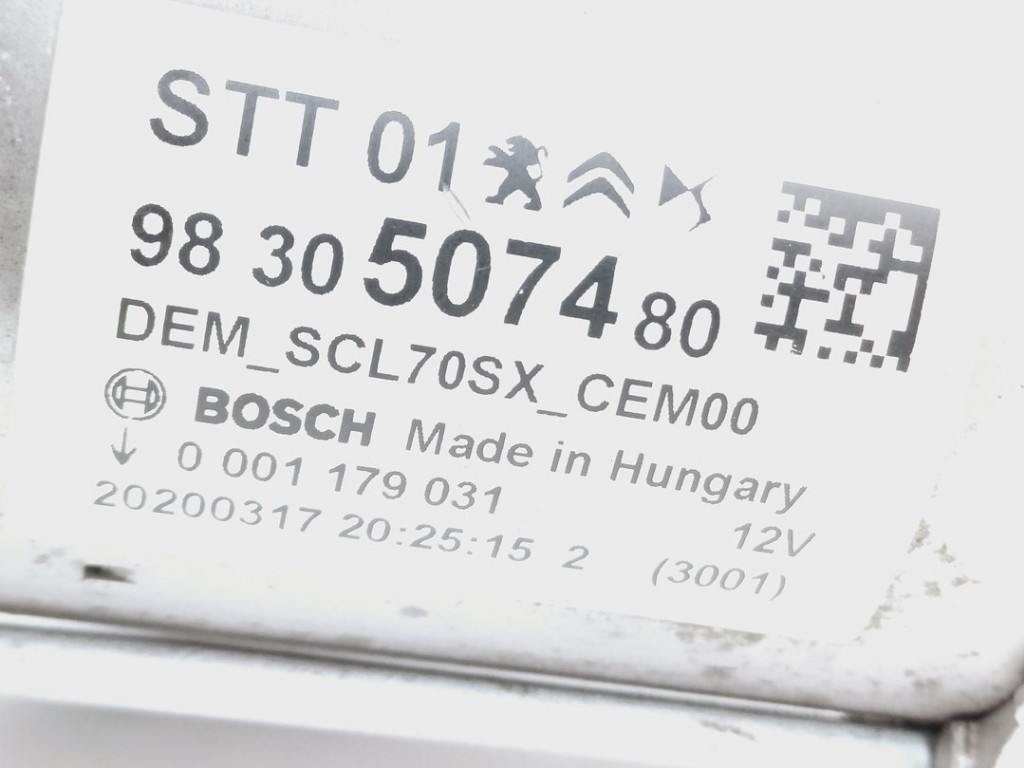 STT 01
98 30 5074 80
DEM_SCL70SX_CEM00
BOSCH Made in Hungary
0 001 179 031
12V
20200317 20:25:15 2 (3001)